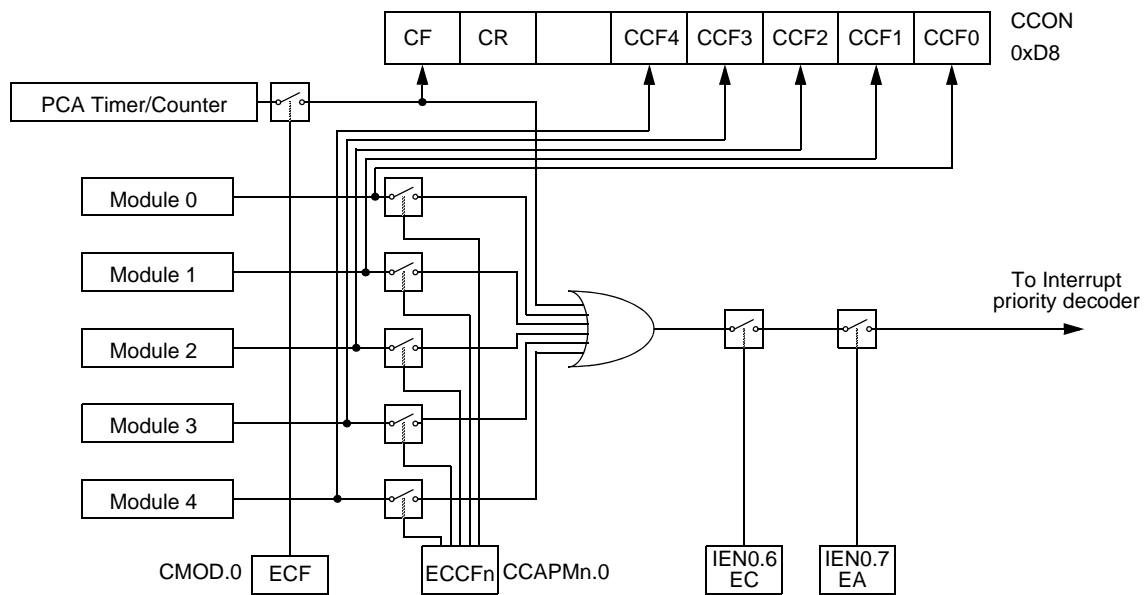 CF CR CCF4 CCF3 CCF2 CCF1 CCF0
CCON
0xD8
PCA Timer/Counter
Module 0
Module 1
Module 2
Module 3
Module 4
To Interrupt
priority decoder
CMOD.0
ECF
ECCFn
CCAPMn.0
IEN0.6
EC
IEN0.7
EA